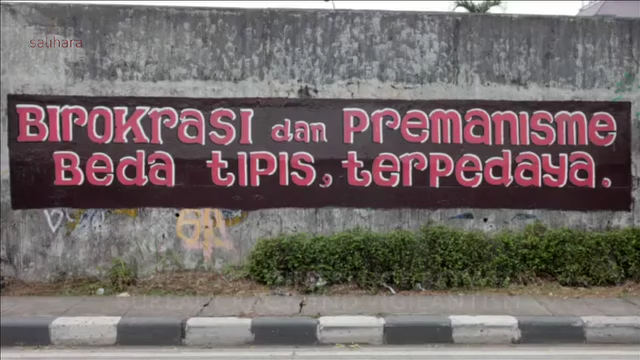 sauhara
Birokrasi dan Premanisme
Beda tipis, terpedaya.